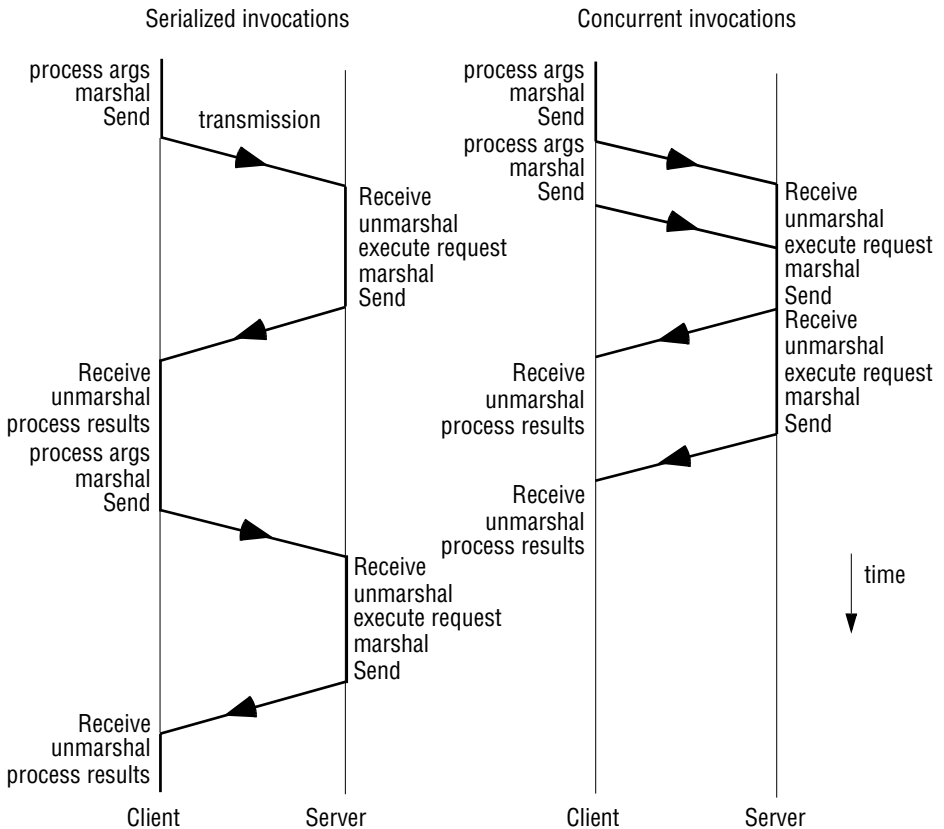 Serialized invocations
process args
marshal
Send
transmission
Receive
unmarshal
execute request
marshal
Send
Receive
unmarshal
process results
process args
marshal
Send
Receive
unmarshal
execute request
marshal
Send
Receive
unmarshal
process results
Client
Server
Concurrent invocations
process args
marshal
Send
process args
marshal
Send
Receive
unmarshal
execute request
marshal
Send
Receive
unmarshal
execute request
marshal
Send
Receive
unmarshal
process results
Receive
unmarshal
process results
time
Client
Server